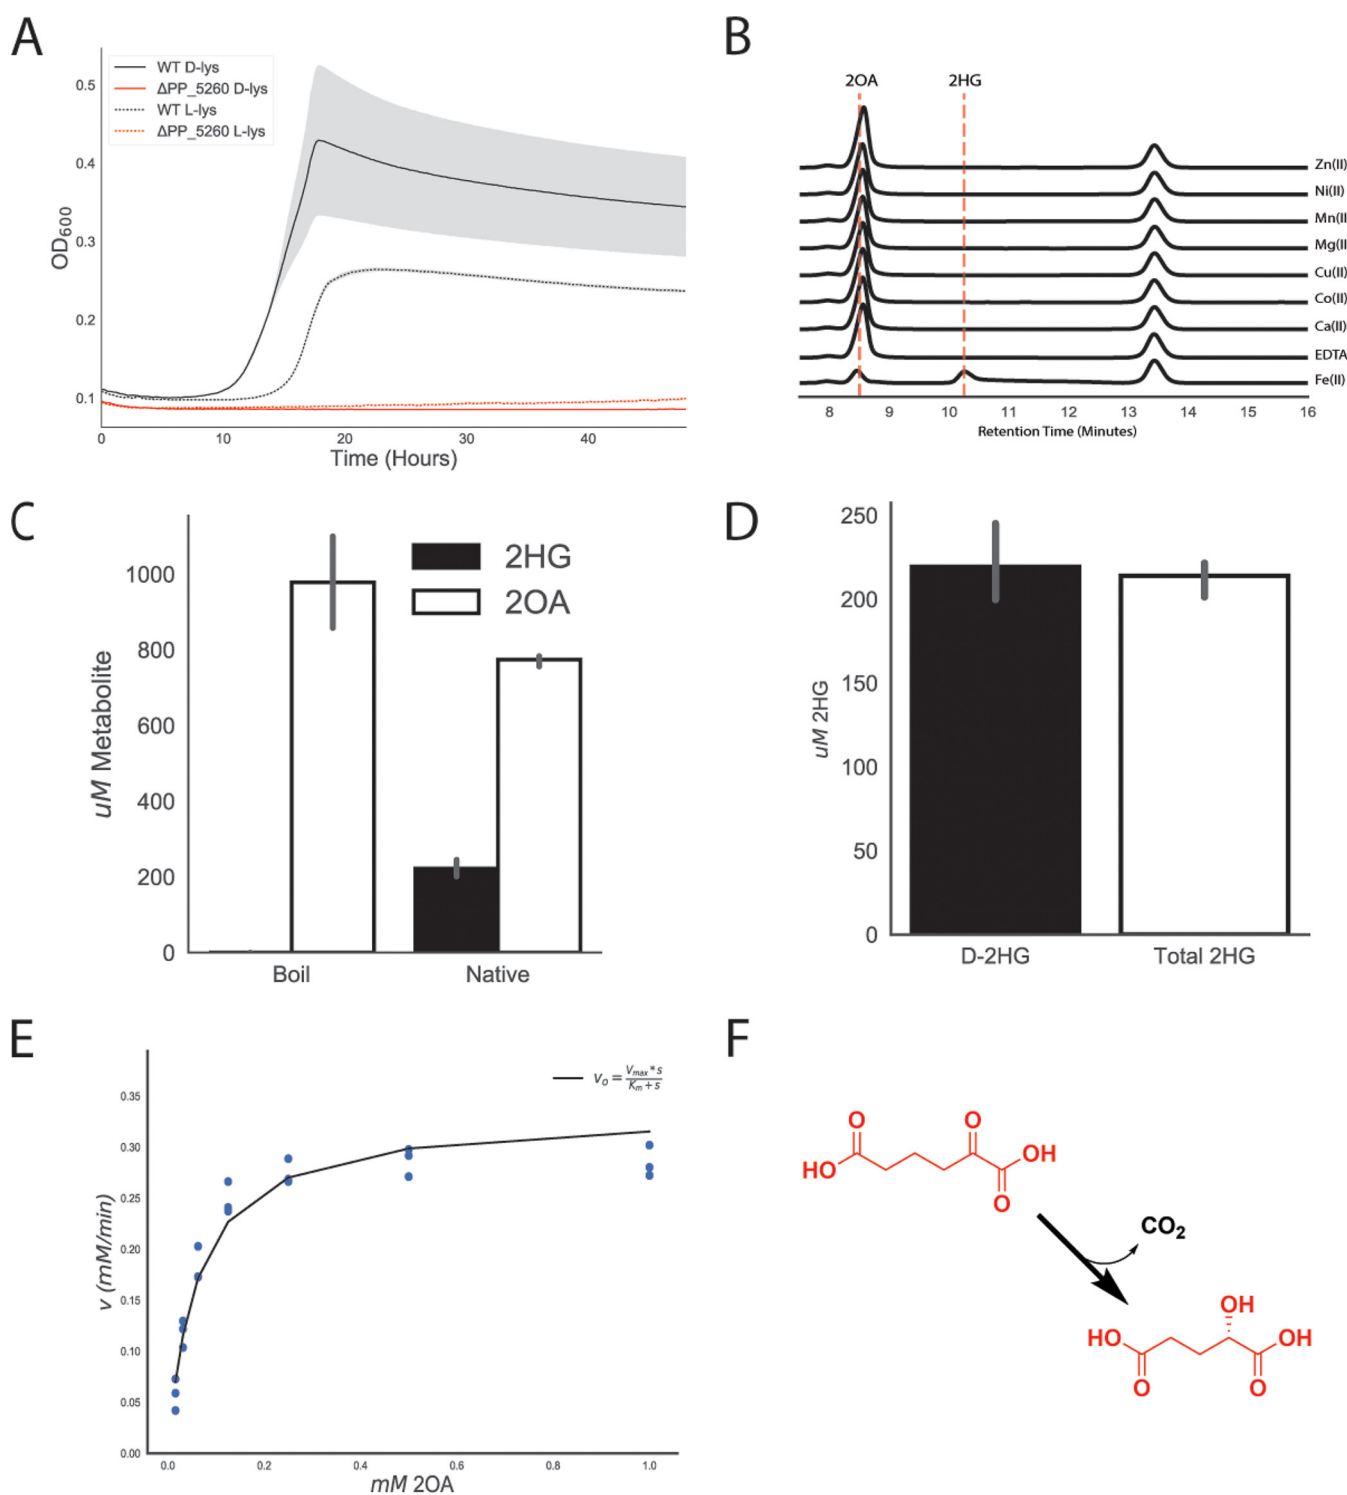 A
WT D-lys
ΔPP_5260 D-lys
WT L-lys
ΔPP_5260 L-lys
0.5
0.4
0.3
0.2
0.1
OD600
0
10
20
30
40
Time (Hours)
B
2OA
2HG
Zn(II)
Ni(II)
Mn(II
Mg(II
Cu(II)
Co(II)
Ca(II)
EDTA
Fe(II)
8
9
10
11
12
13
14
15
16
Retention Time (Minutes)
C
2HG
2OA
1000
800
600
400
200
0
uM Metabolite
Boil
Native
D
250
200
150
100
50
0
uM 2HG
D-2HG
Total 2HG
E
vo = Vmax * s / Km + s
0.35
0.30
0.25
0.20
0.15
0.10
0.05
0.00
v (mM/min)
0.0
0.2
0.4
0.6
0.8
1.0
mM 2OA
F
O
O
HO
OH
O
CO2
OH
HO
OH
O
O